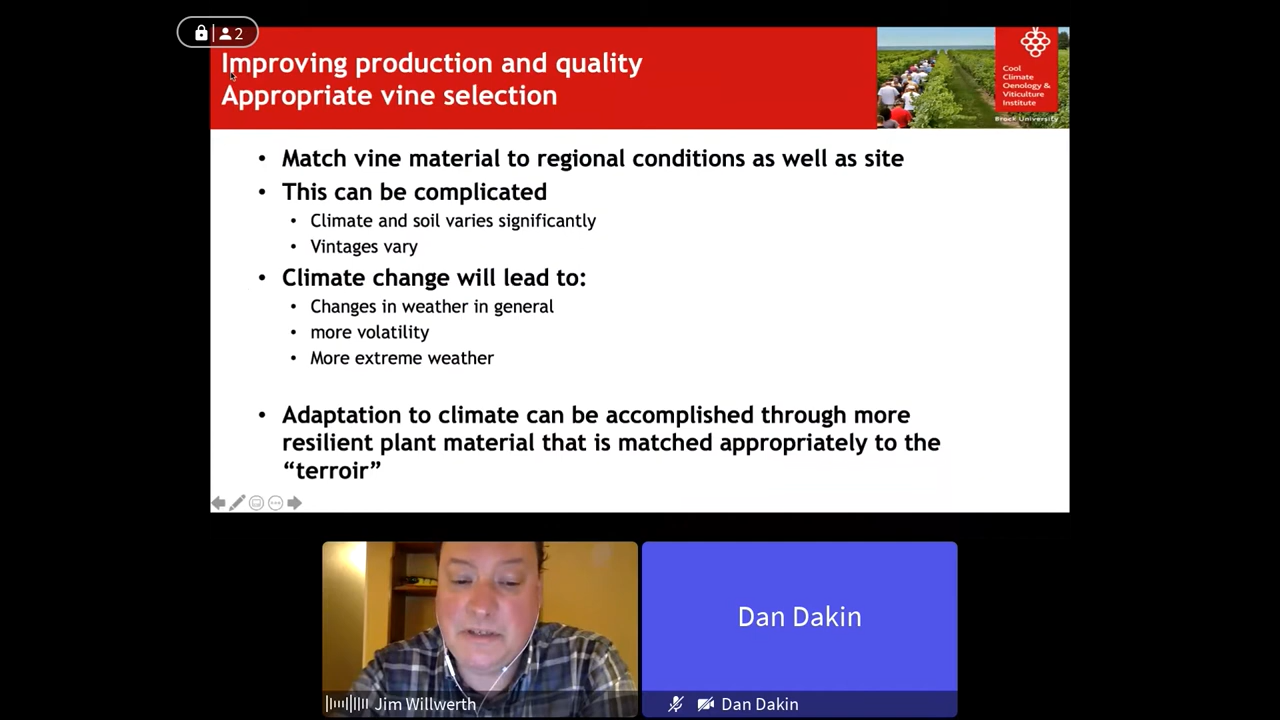 2
Improving production and quality
Appropriate vine selection
Cool
Climate
Oenology &
Viticulture
Institute
Brock University
• Match vine material to regional conditions as well as site
• This can be complicated
• Climate and soil varies significantly
• Vintages vary
• Climate change will lead to:
• Changes in weather in general
• more volatility
• More extreme weather
• Adaptation to climate can be accomplished through more
resilient plant material that is matched appropriately to the
“terroir”
Dan Dakin
Jim Willwerth
Dan Dakin